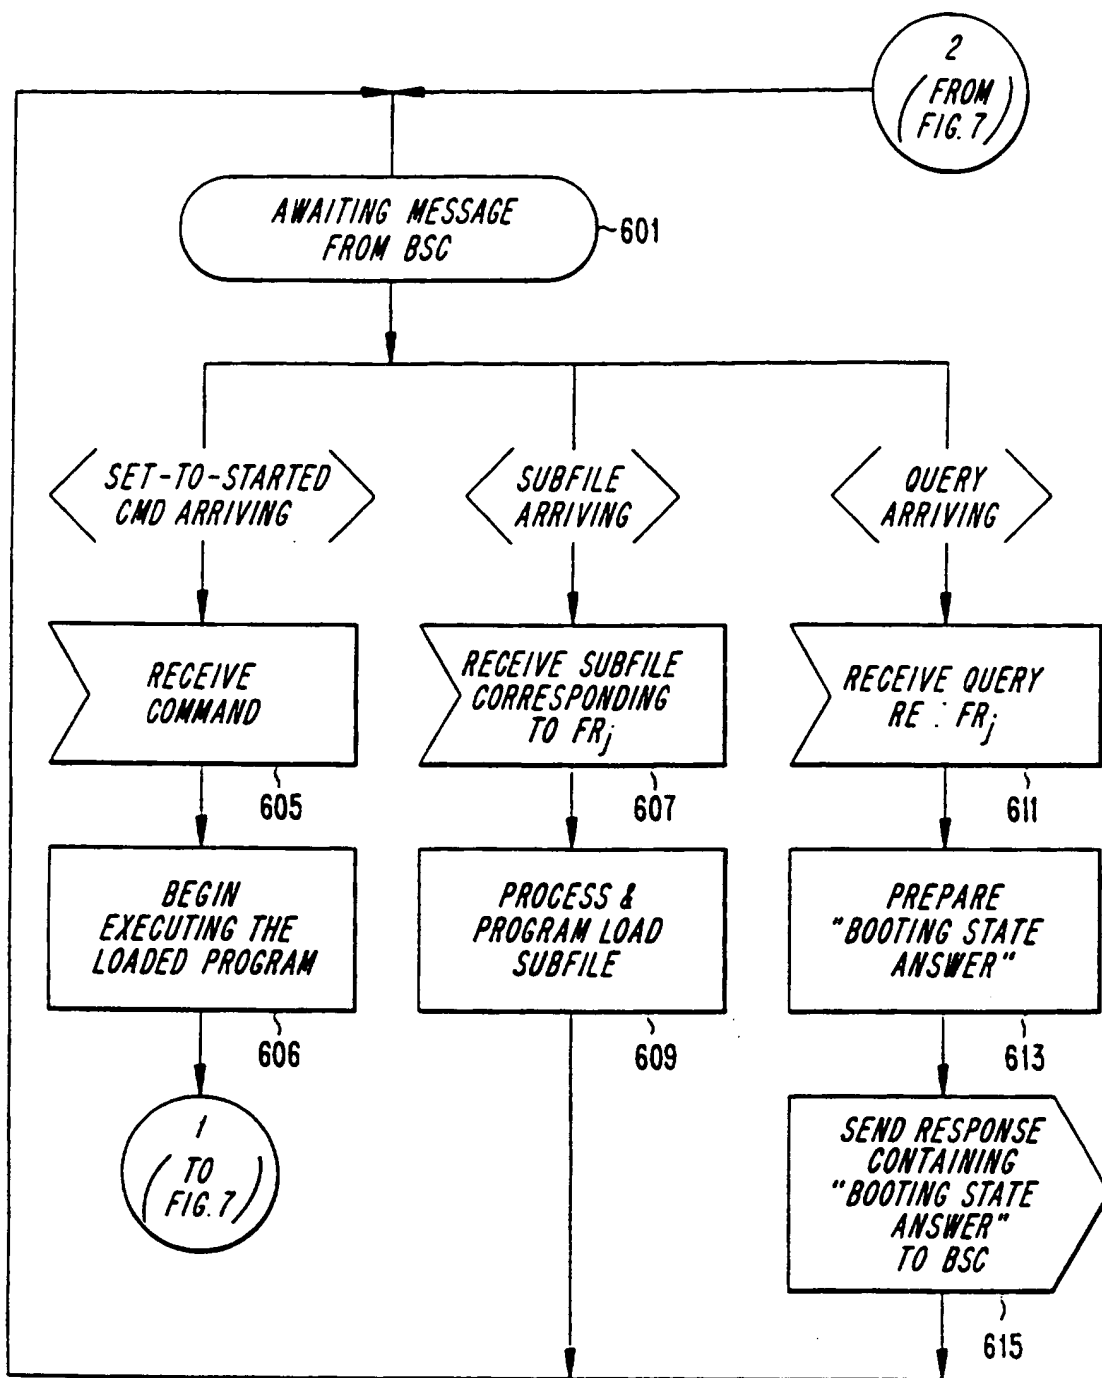 2
(FROM
FIG. 7)
AWAITING MESSAGE
FROM BSC
601
SET-TO-STARTED
CMD ARRIVING
SUBFILE
ARRIVING
QUERY
ARRIVING
RECEIVE
COMMAND
605
RECEIVE SUBFILE
CORRESPONDING
TO FRj
607
RECEIVE QUERY
RE : FRj
611
BEGIN
EXECUTING THE
LOADED PROGRAM
606
PROCESS &
PROGRAM LOAD
SUBFILE
609
PREPARE
"BOOTING STATE
ANSWER"
613
1
(TO
FIG. 7)
SEND RESPONSE
CONTAINING
"BOOTING STATE
ANSWER"
TO BSC
615